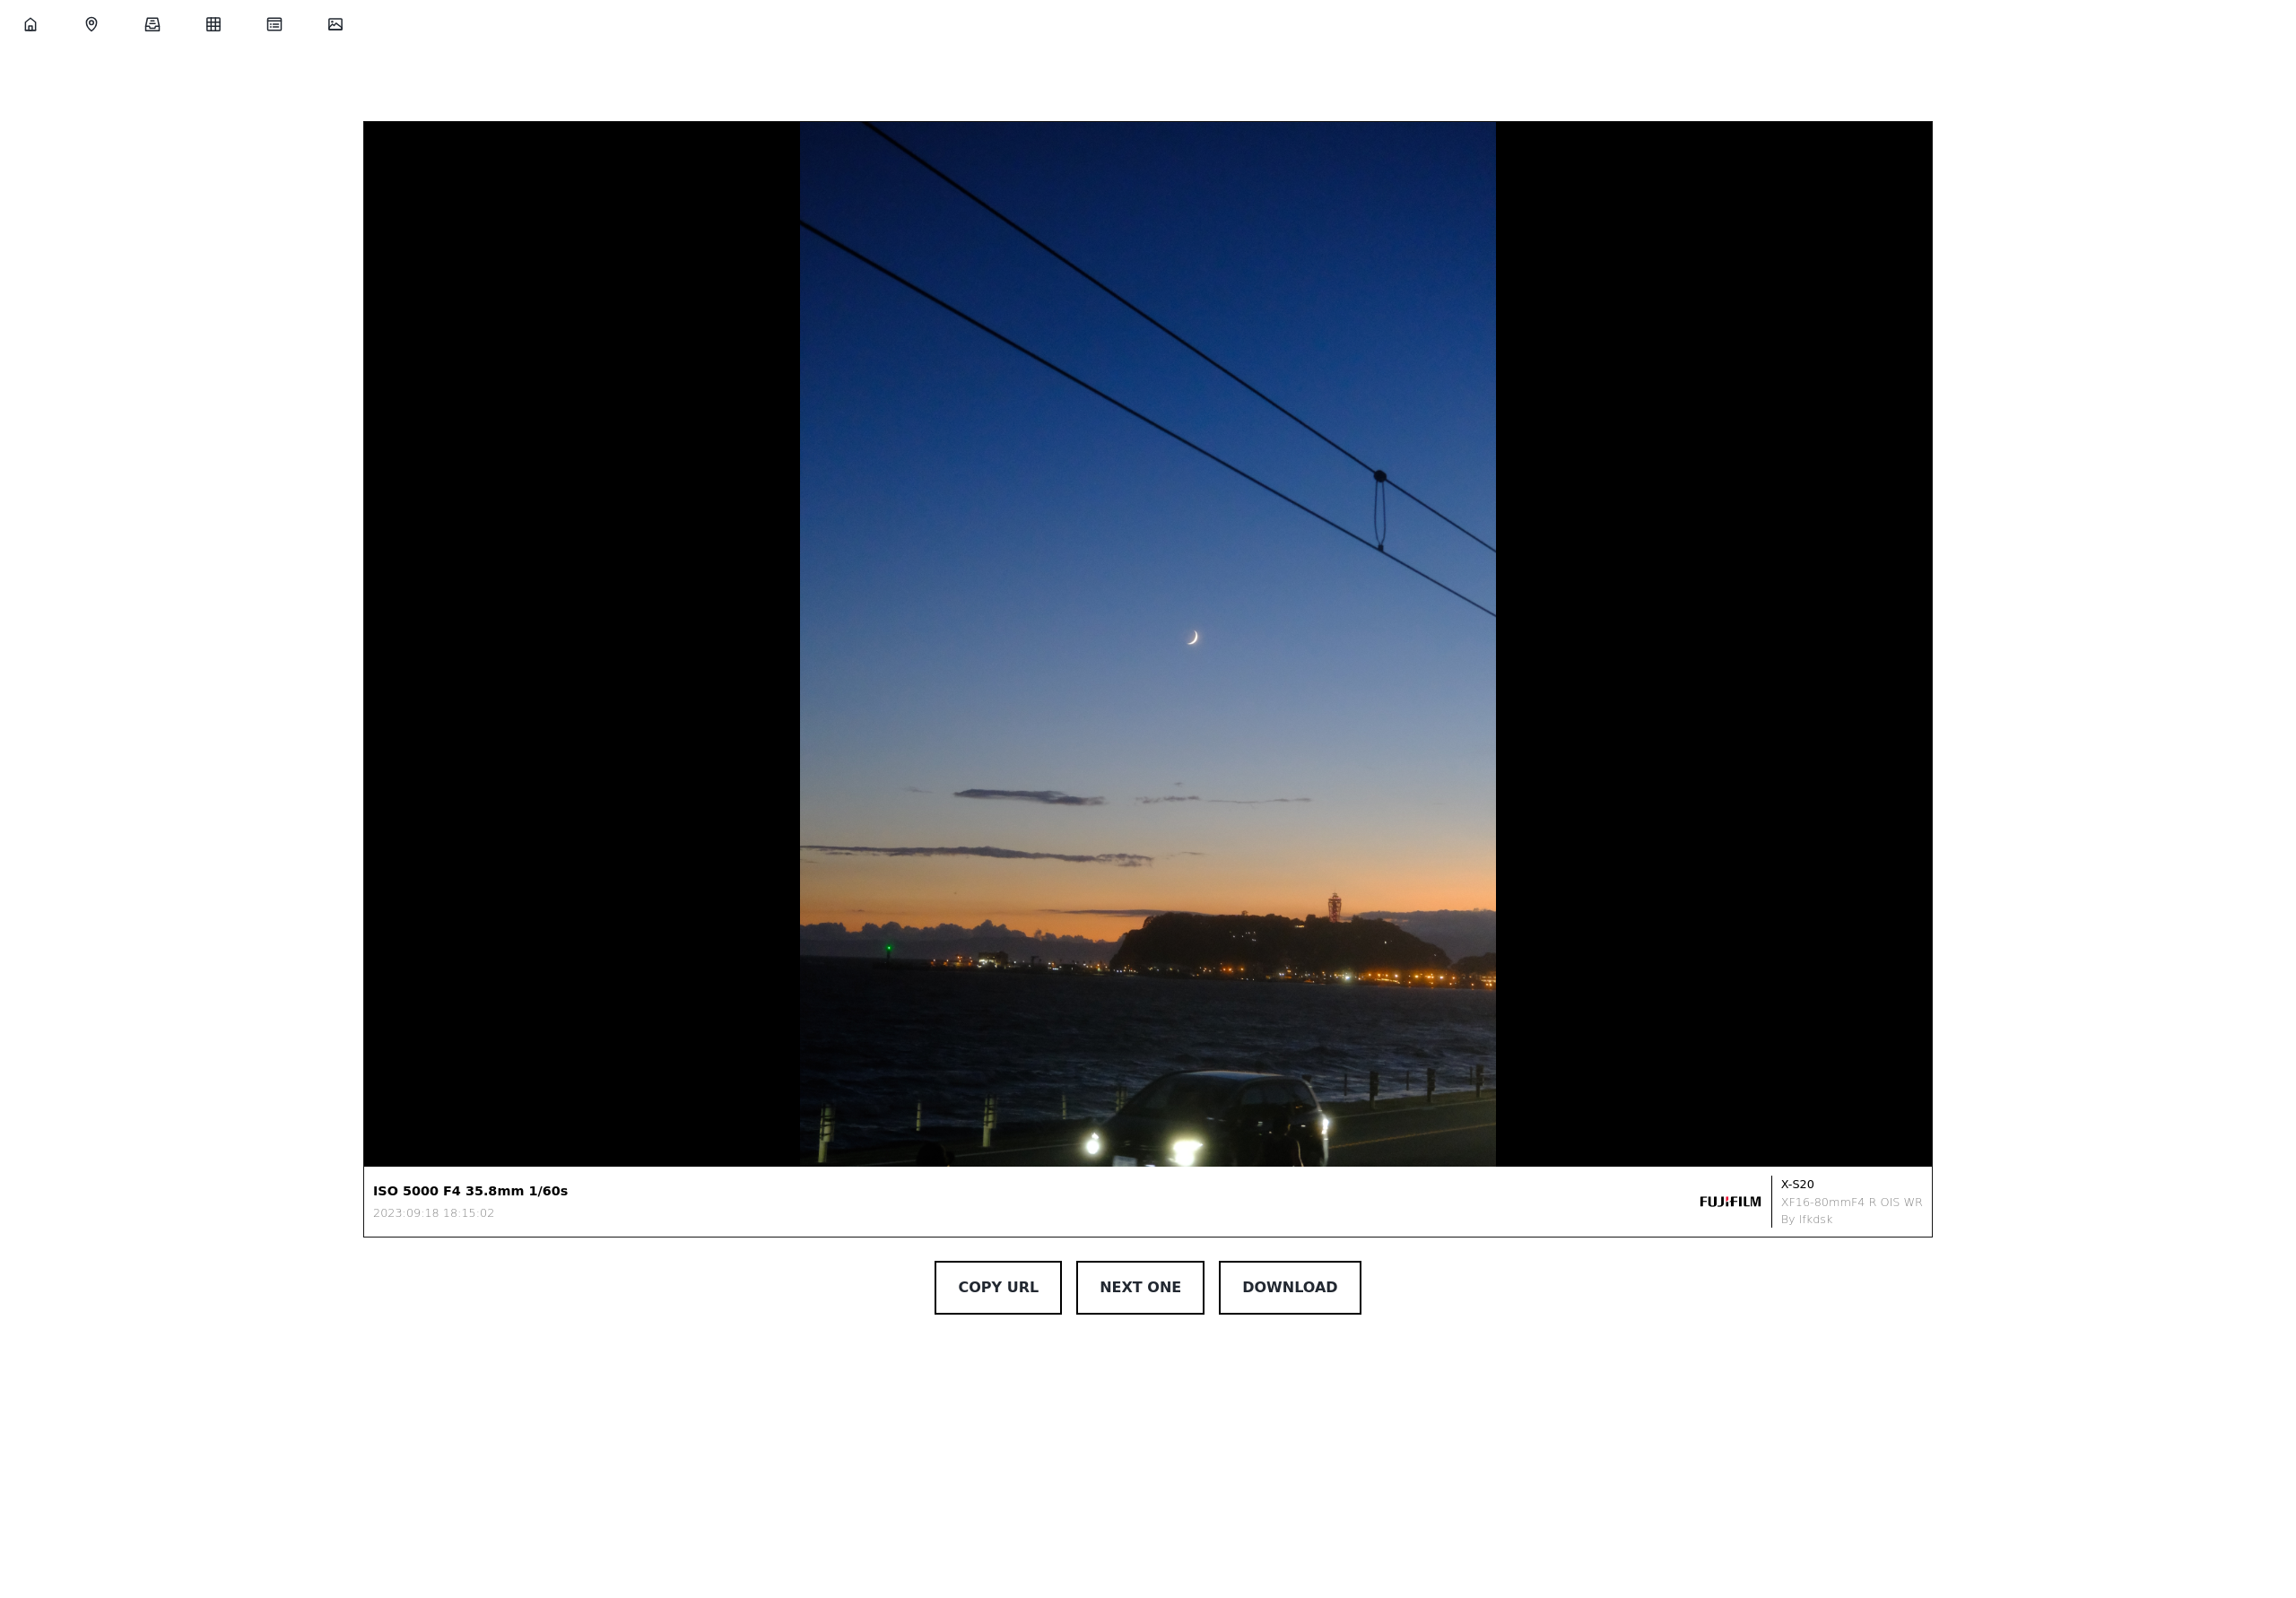 ISO 5000 F4 35.8mm 1/60s
2023:09:18 18:15:02
FUJIFILM
X-S20
XF16-80mmF4 R OIS WR
By lfkdsk
COPY URL
NEXT ONE
DOWNLOAD